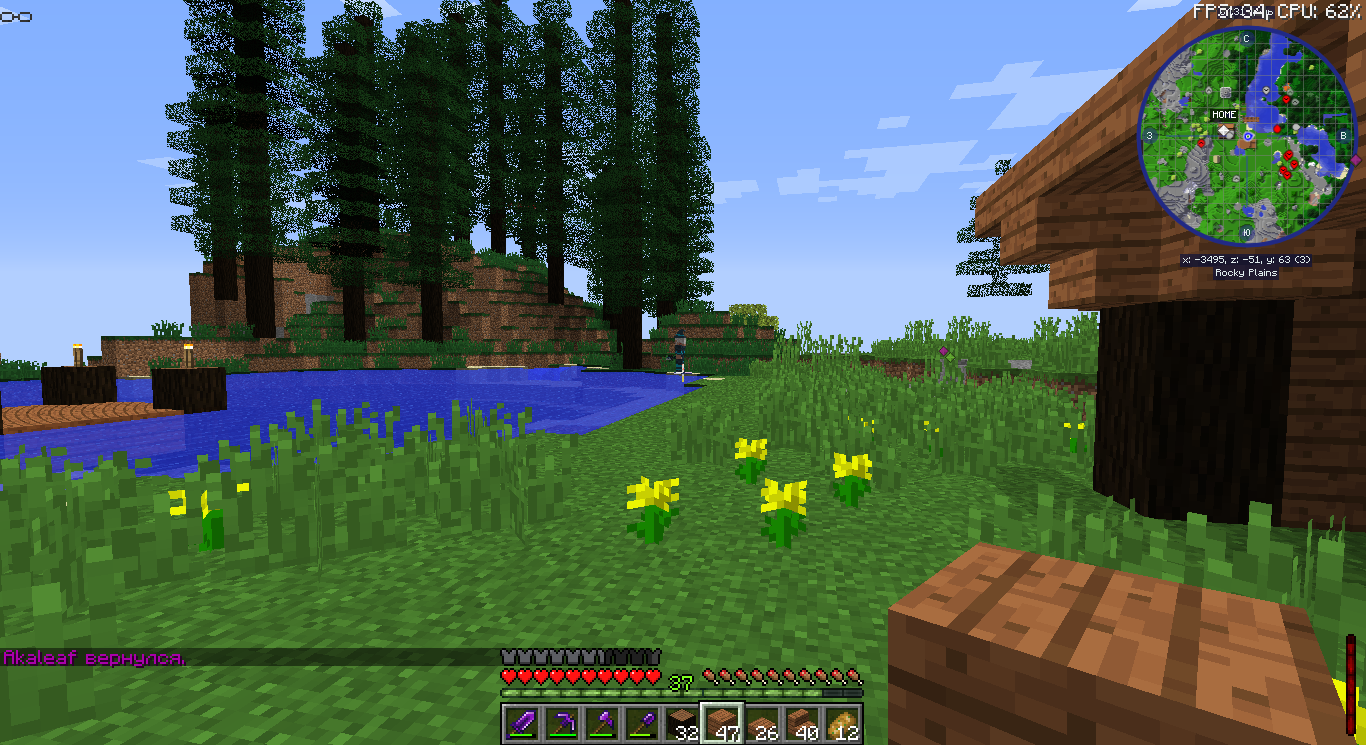 FPS: 34 CPU: 62%
С
HOME
З
В
Ю
x: -3495, z: -51, y: 63 (3)
Rocky Plains
Akaleaf вернулся.
37
32
47
26
40
12